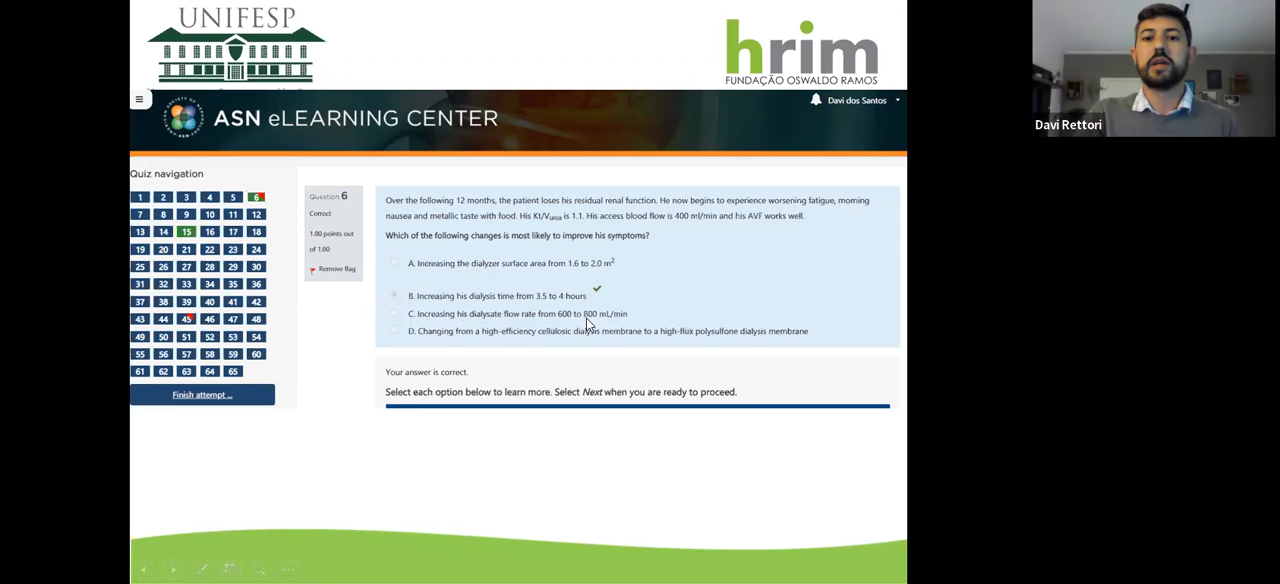 UNIFESP
hrim
FUNDAÇÃO OSWALDO RAMOS
ASN eLEARNING CENTER
Davi dos Santos
Davi Rettori
Quiz navigation
1 2 3 4 5 6
7 8 9 10 11 12
13 14 15 16 17 18
19 20 21 22 23 24
25 26 27 28 29 30
31 32 33 34 35 36
37 38 39 40 41 42
43 44 45 46 47 48
49 50 51 52 53 54
55 56 57 58 59 60
61 62 63 64 65
Finish attempt ...
Question 6
Correct
1.00 points out
of 1.00
Remove flag
Over the following 12 months, the patient loses his residual renal function. He now begins to experience worsening fatigue, morning
nausea and metallic taste with food. His Kt/Vurea is 1.1. His access blood flow is 400 ml/min and his AVF works well.
Which of the following changes is most likely to improve his symptoms?
A. Increasing the dialyzer surface area from 1.6 to 2.0 m2
B. Increasing his dialysis time from 3.5 to 4 hours
C. Increasing his dialysate flow rate from 600 to 800 mL/min
D. Changing from a high-efficiency cellulosic dialysis membrane to a high-flux polysulfone dialysis membrane
Your answer is correct.
Select each option below to learn more. Select Next when you are ready to proceed.